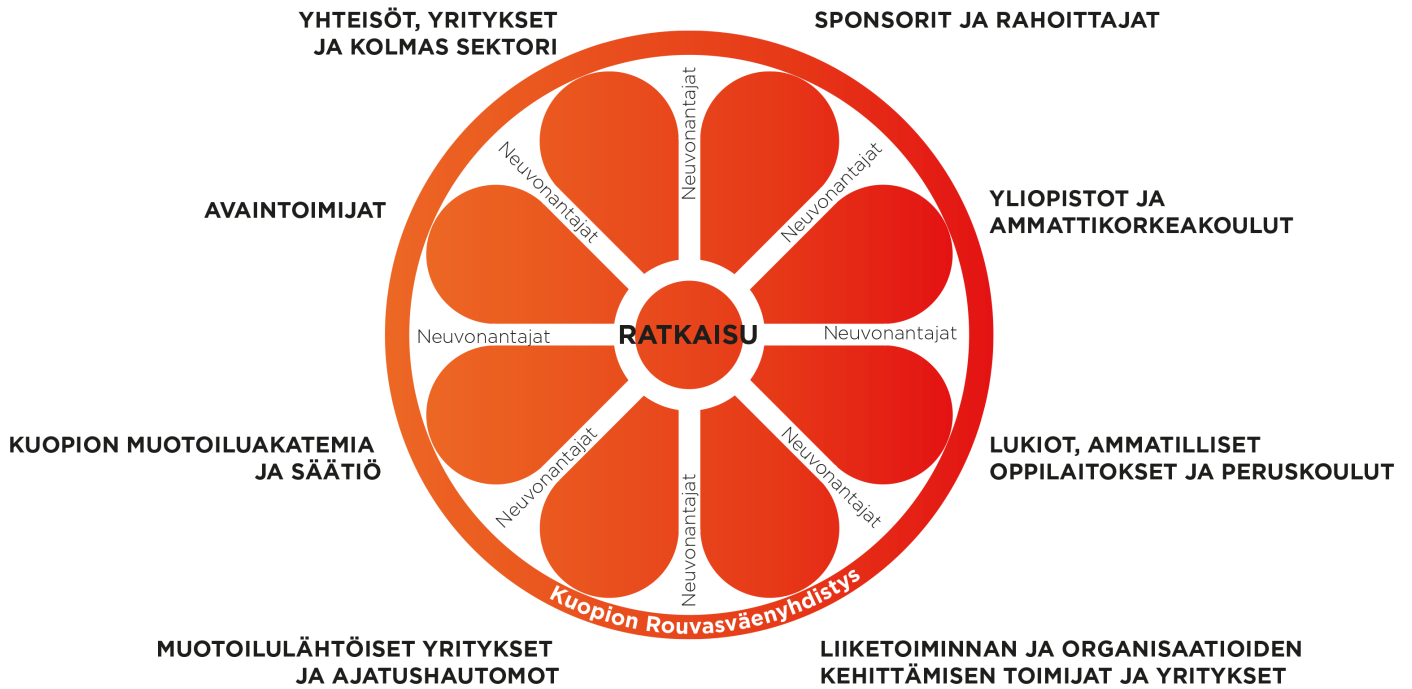 YHTEISÖT, YRITYKSET
JA KOLMAS SEKTORI
SPONSORIT JA RAHOITTAJAT
AVAINTOIMIJAT
YLIOPISTOT JA
AMMATTIKORKEAKOULUT
Neuvonantajat
Neuvonantajat
Neuvonantajat
Neuvonantajat
RATKAISU
Neuvonantajat
Neuvonantajat
Neuvonantajat
Neuvonantajat
KUOPION MUOTOILUAKATEMIA
JA SÄÄTIÖ
LUKIOT, AMMATILLISET
OPPILAITOKSET JA PERUSKOULUT
Kuopion Rouvasväenyhdistys
MUOTOILULÄHTÖISET YRITYKSET
JA AJATUSHAUTOMOT
LIIKETOIMINNAN JA ORGANISAATIOIDEN
KEHITTÄMISEN TOIMIJAT JA YRITYKSET